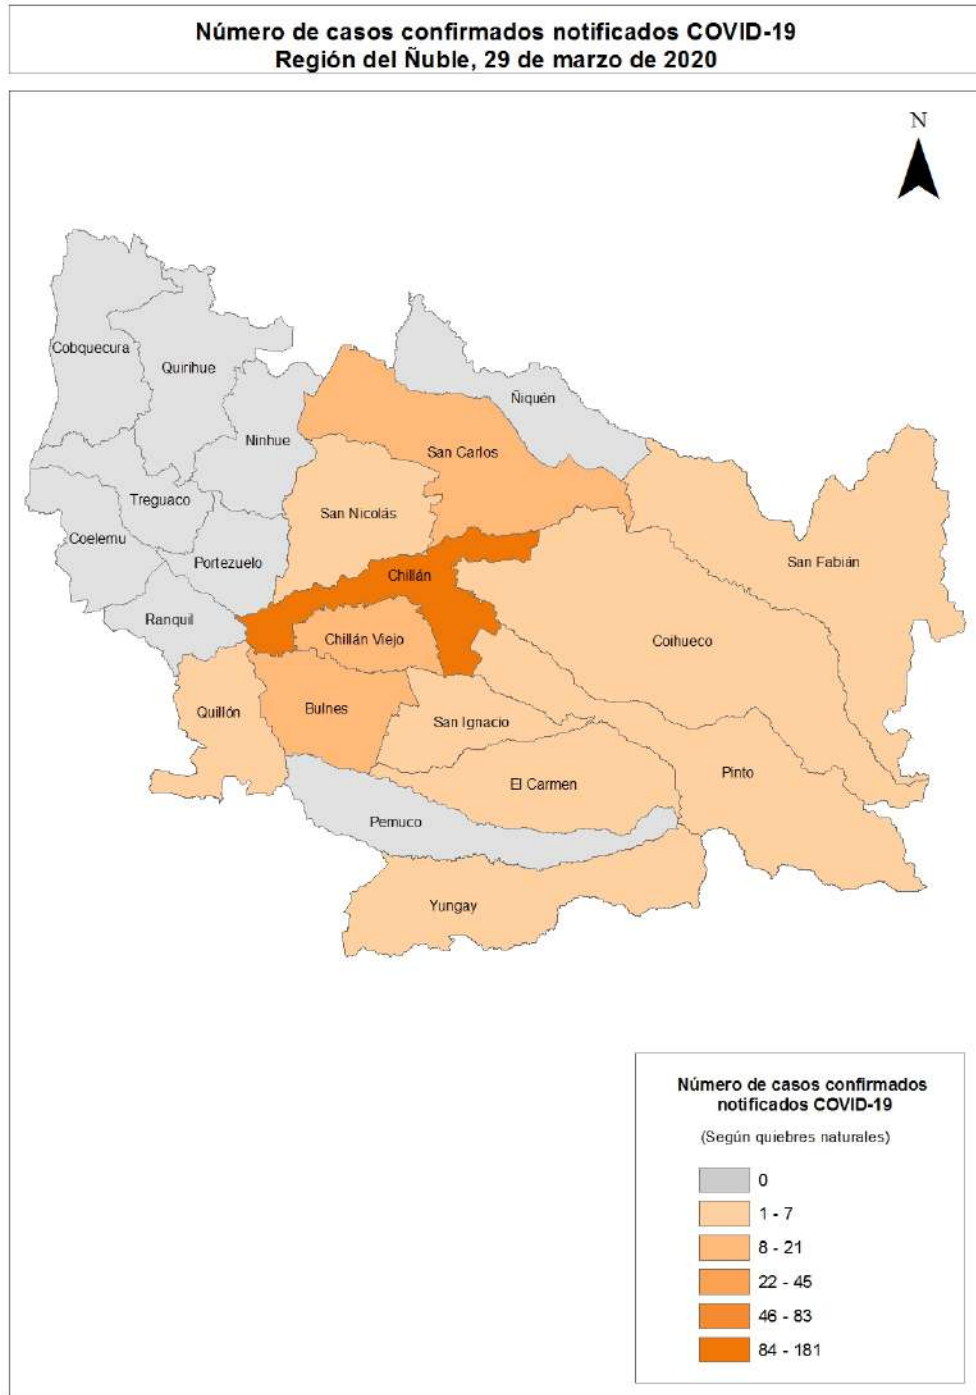 Número de casos confirmados notificados COVID-19
Región del Ñuble, 29 de marzo de 2020
N
Cobquecura
Quirihue
Ñiquén
Ninhue
San Carlos
Treguaco
San Nicolás
Coelemu
Portezuelo
San Fabián
Chillán
Ranquil
Chillán Viejo
Coihueco
Quillón
Bulnes
San Ignacio
Pinto
El Carmen
Pemuco
Yungay
Número de casos confirmados
notificados COVID-19
(Según quiebres naturales)
0
1 - 7
8 - 21
22 - 45
46 - 83
84 - 181